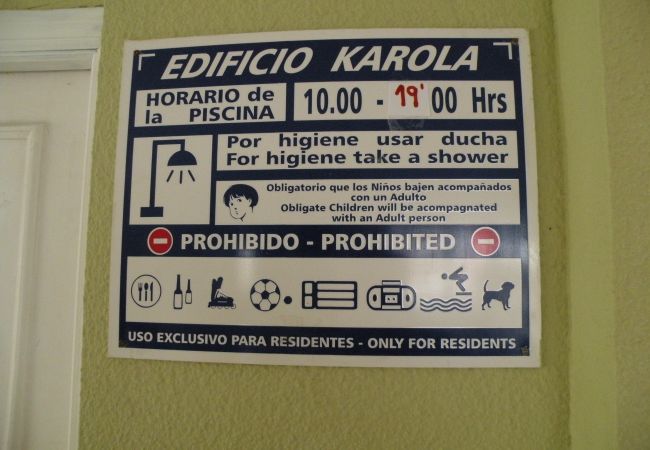 EDIFICIO KAROLA
HORARIO de
la PISCINA
10.00 - 19'00 Hrs
Por higiene usar ducha
For higiene take a shower
Obligatorio que los Niños bajen acompañados
con un Adulto
Obligate Children will be acompagnated
with an Adult person
PROHIBIDO - PROHIBITED
USO EXCLUSIVO PARA RESIDENTES - ONLY FOR RESIDENTS